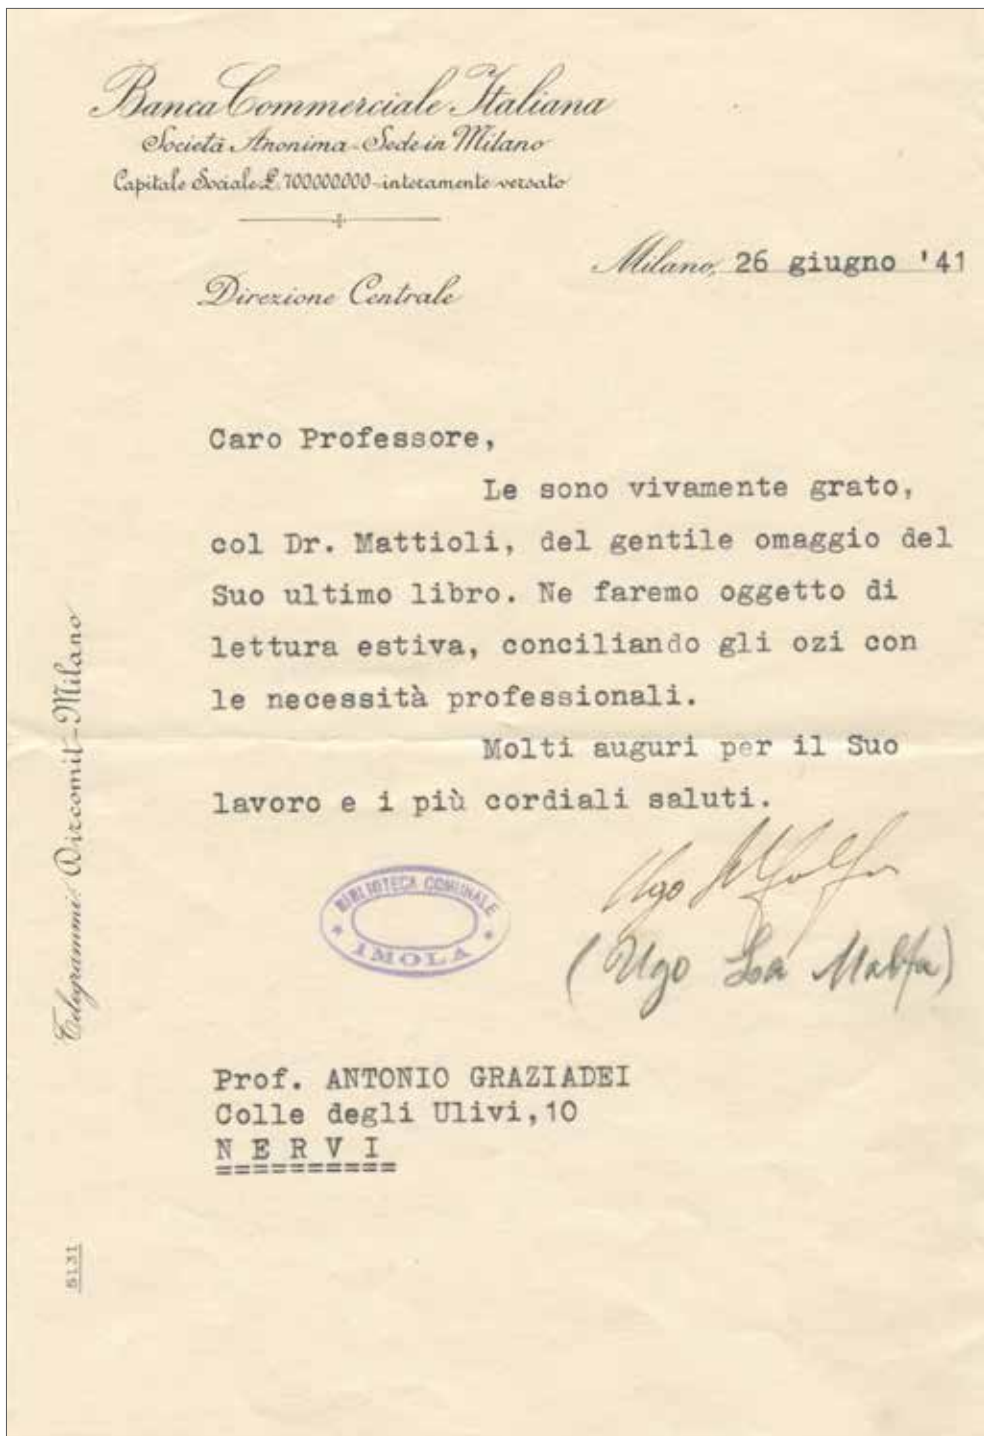 Banca Commerciale Italiana
Società Anonima - Sede in Milano
Capitale Sociale £. 700000000 - interamente versato
Milano, 26 giugno '41
Direzione Centrale
Caro Professore,
Le sono vivamente grato,
col Dr. Mattioli, del gentile omaggio del
Suo ultimo libro. Ne faremo oggetto di
lettura estiva, conciliando gli ozi con
le necessità professionali.
Molti auguri per il Suo
lavoro e i più cordiali saluti.
Ugo La Malfa
(Ugo La Malfa)
BIBLIOTECA COMUNALE
* IMOLA *
Prof. ANTONIO GRAZIADEI
Colle degli Ulivi,10
N E R V I
==========
Telegrammi: Dircomit - Milano
5131